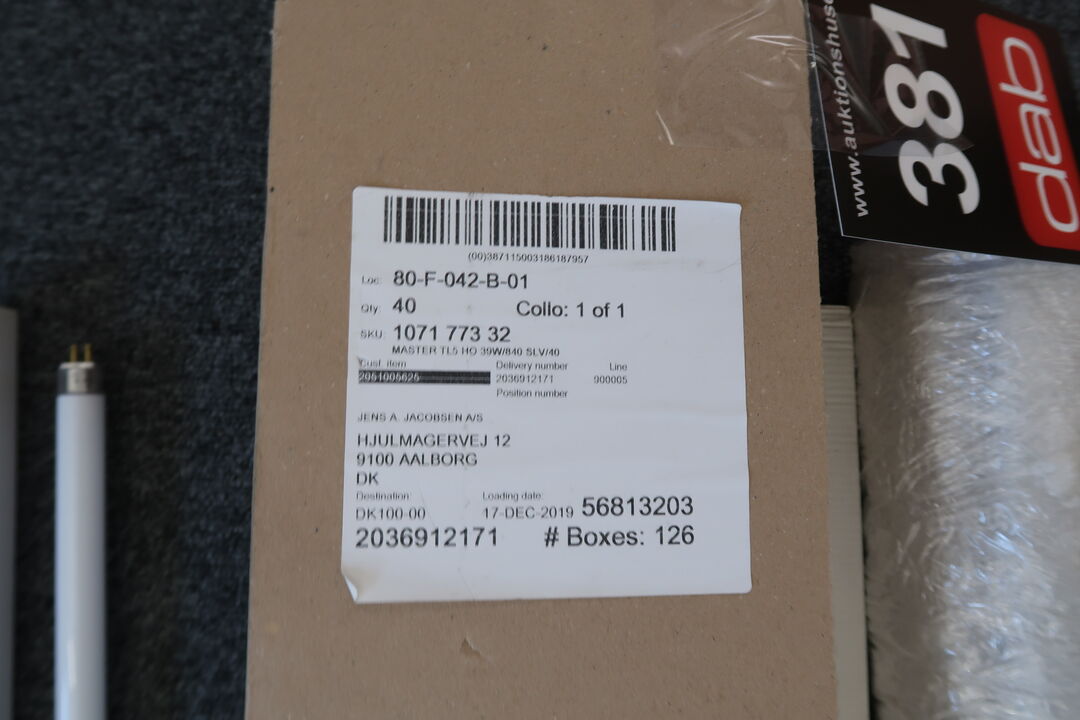 (00)387115003186187957
Loc: 80-F-042-B-01
Qty: 40 Collo: 1 of 1
SKU: 1071 773 32
MASTER TL5 HO 39W/840 SLV/40
Cust. item Delivery number Line
2951005625 2036912171 900005
Position number
JENS A. JACOBSEN A/S
HJULMAGERVEJ 12
9100 AALBORG
DK
Destination: Loading date:
DK100-00 17-DEC-2019 56813203
2036912171 # Boxes: 126
www.auktionshuse
381
dab